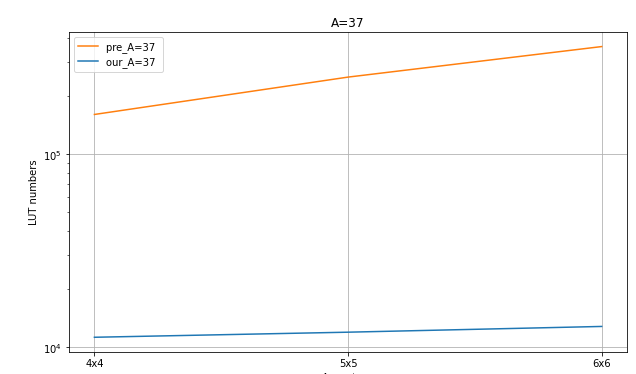 A=37
pre_A=37
our_A=37
LUT numbers
10^5
10^4
4x4
5x5
6x6